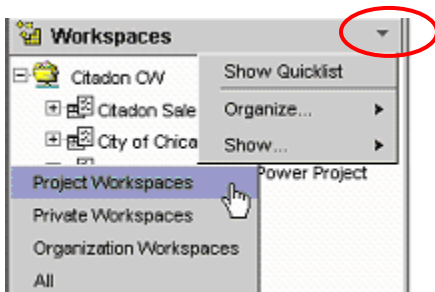 Workspaces
Citadon CW
Show Quicklist
Citadon Sale
Organize...
City of Chica
Show...
Power Project
Project Workspaces
Private Workspaces
Organization Workspaces
All